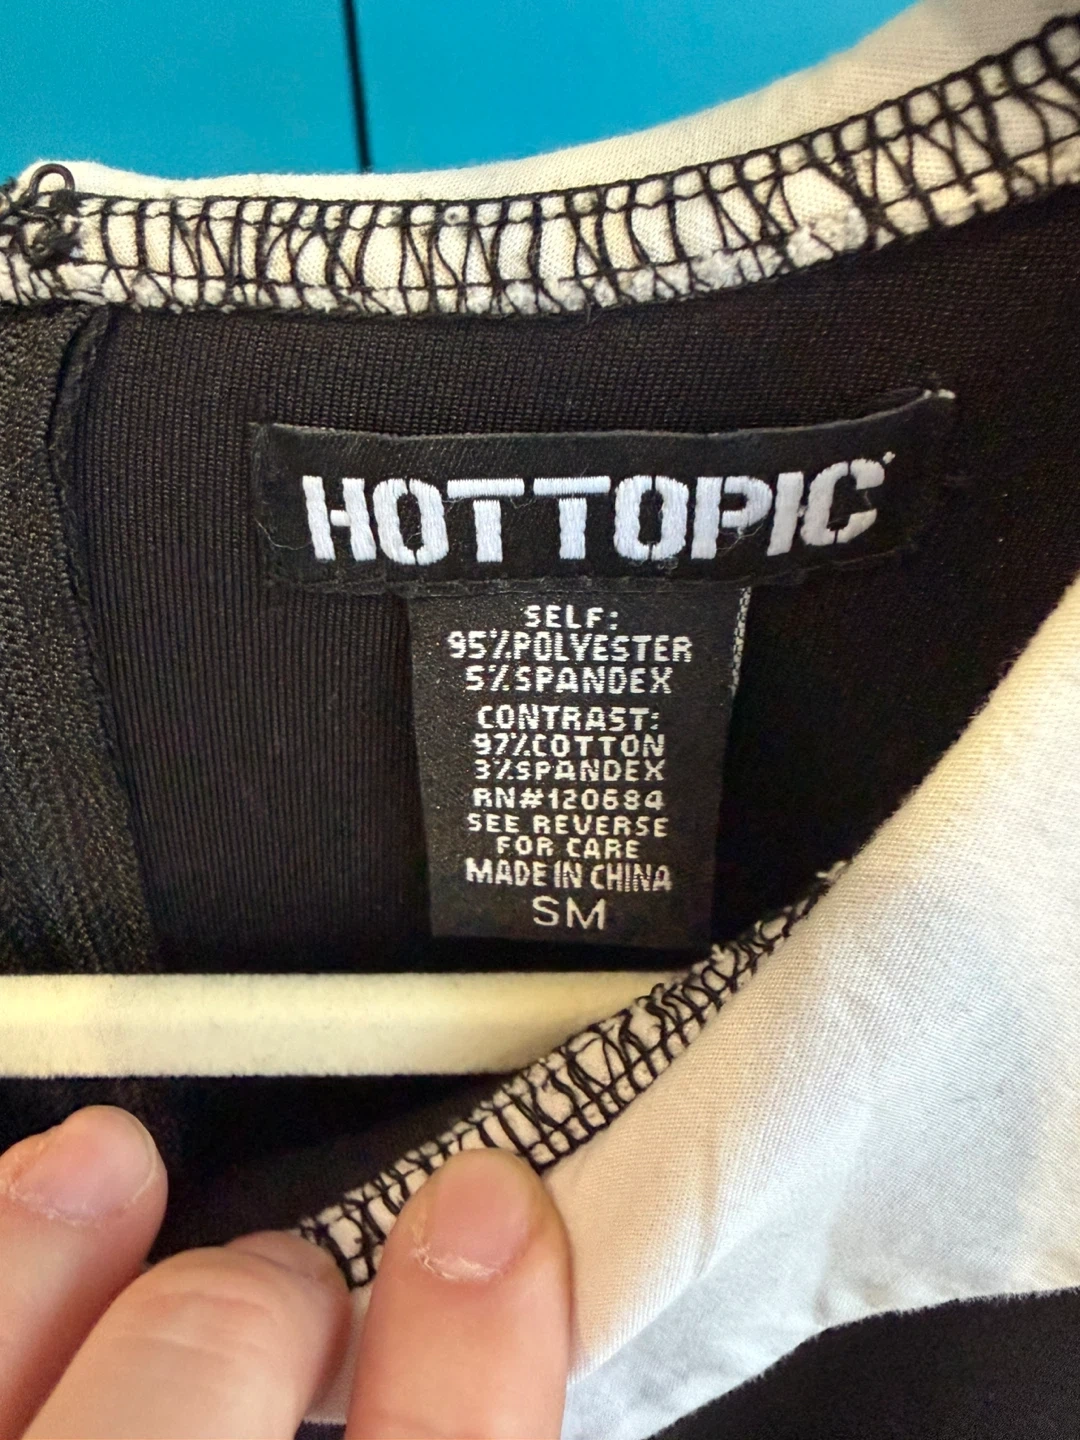 HOTTOPIC
SELF:
95%POLYESTER
5%SPANDEX
CONTRAST:
97%COTTON
3%SPANDEX
RN#120684
SEE REVERSE
FOR CARE
MADE IN CHINA
SM